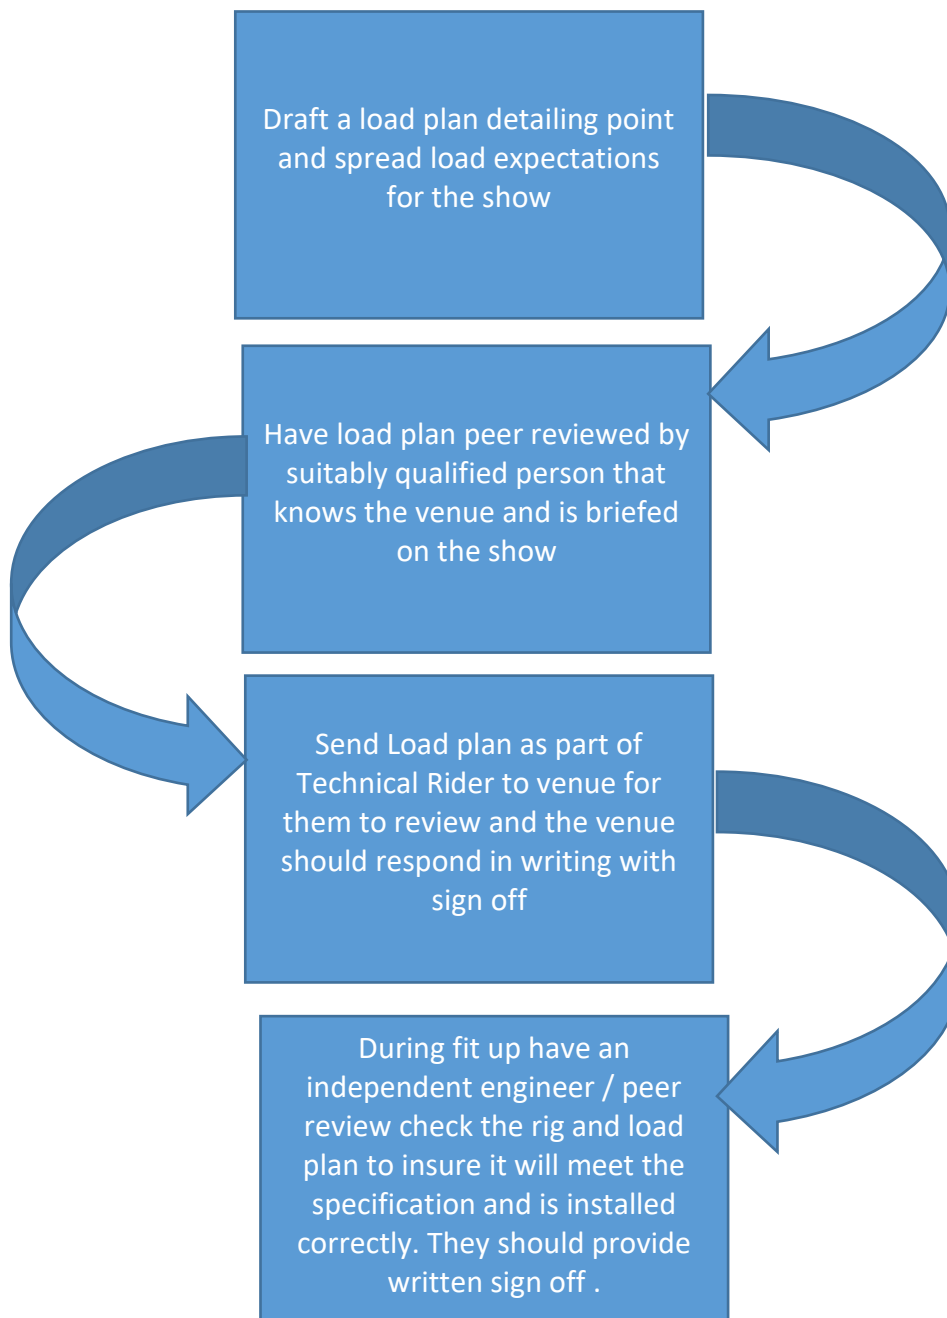 Draft a load plan detailing point
and spread load expectations
for the show
Have load plan peer reviewed by
suitably qualified person that
knows the venue and is briefed
on the show
Send Load plan as part of
Technical Rider to venue for
them to review and the venue
should respond in writing with
sign off
During fit up have an
independent engineer / peer
review check the rig and load
plan to insure it will meet the
specification and is installed
correctly. They should provide
written sign off .